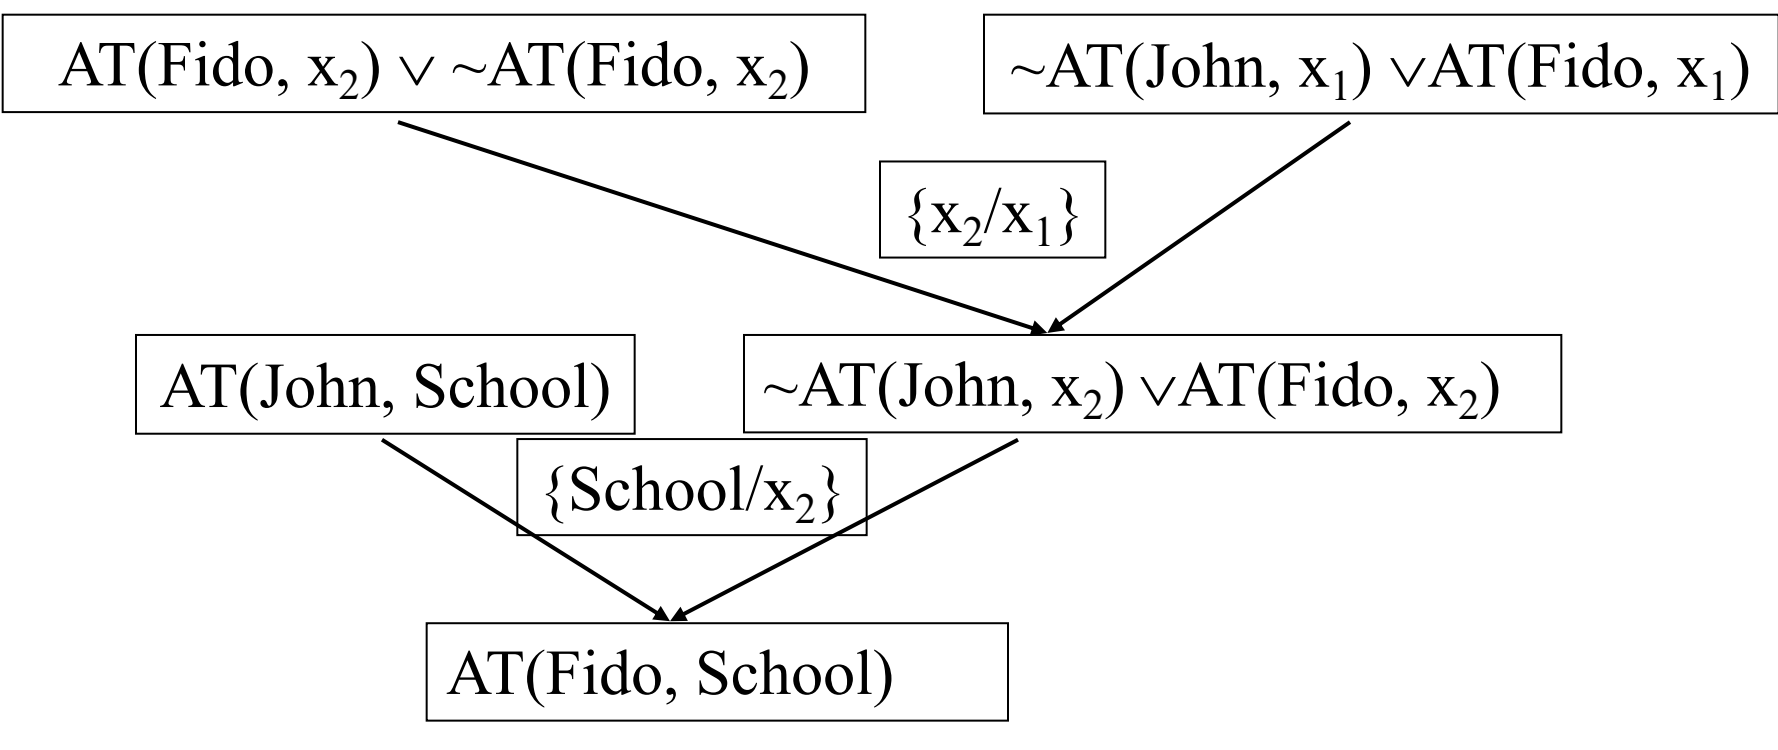 AT(Fido, x₂) ∨ ~AT(Fido, x₂)
~AT(John, x₁) ∨AT(Fido, x₁)
{x₂/x₁}
AT(John, School)
~AT(John, x₂) ∨AT(Fido, x₂)
{School/x₂}
AT(Fido, School)